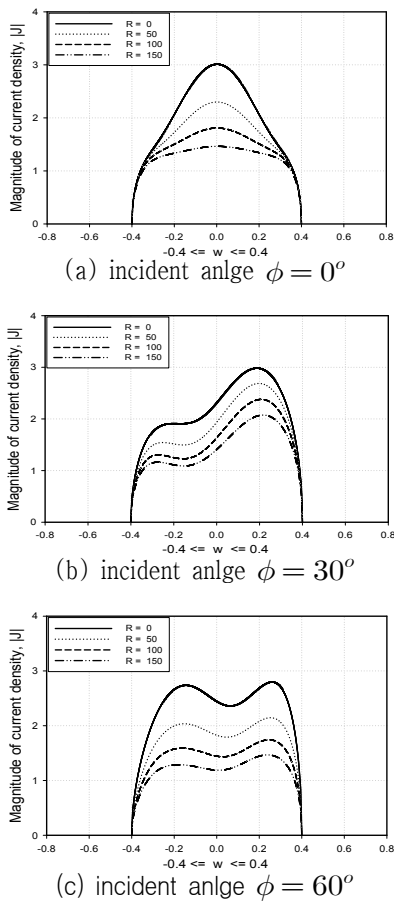 4
3
2
1
0
Magnitude of current density, |J|
R = 0
R = 50
R = 100
R = 150
-0.8 -0.6 -0.4 -0.2 0.0 0.2 0.4 0.6 0.8
-0.4 <= w <= 0.4
(a) incident anlge ϕ = 0°
4
3
2
1
0
Magnitude of current density, |J|
R = 0
R = 50
R = 100
R = 150
-0.8 -0.6 -0.4 -0.2 0.0 0.2 0.4 0.6 0.8
-0.4 <= w <= 0.4
(b) incident anlge ϕ = 30°
4
3
2
1
0
Magnitude of current density, |J|
R = 0
R = 50
R = 100
R = 150
-0.8 -0.6 -0.4 -0.2 0.0 0.2 0.4 0.6 0.8
-0.4 <= w <= 0.4
(c) incident anlge ϕ = 60°